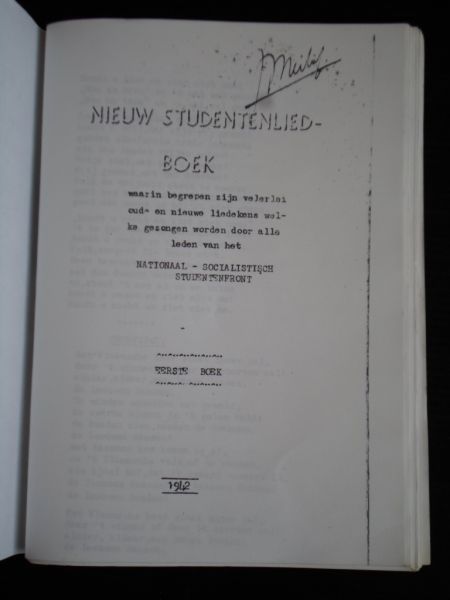 NIEUW STUDENTENLIED-
BOEK
waarin begrepen zijn velerlei
oud- en nieuwe liedekens wel-
ke gezongen worden door alle
leden van het
NATIONAAL - SOCIALISTISCH
STUDENTENFRONT
-
EERSTE BOEK
1942